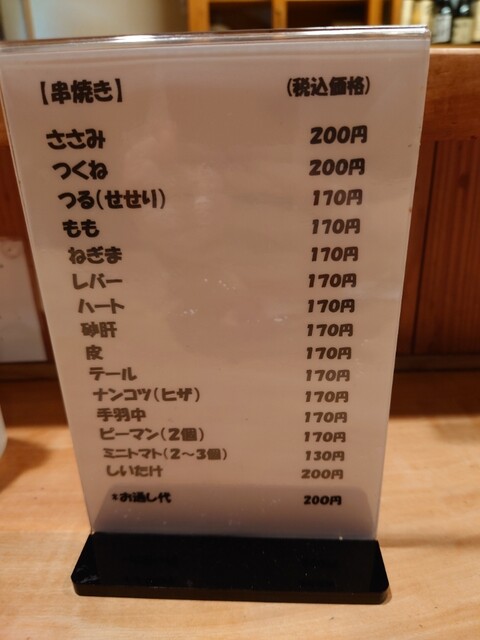 【串焼き】 (税込価格)
ささみ 200円
つくね 200円
つる(せせり) 170円
もも 170円
ねぎま 170円
レバー 170円
ハート 170円
砂肝 170円
皮 170円
テール 170円
ナンコツ(ヒザ) 170円
手羽中 170円
ピーマン(2個) 170円
ミニトマト(2〜3個) 130円
しいたけ 200円
*お通し代 200円